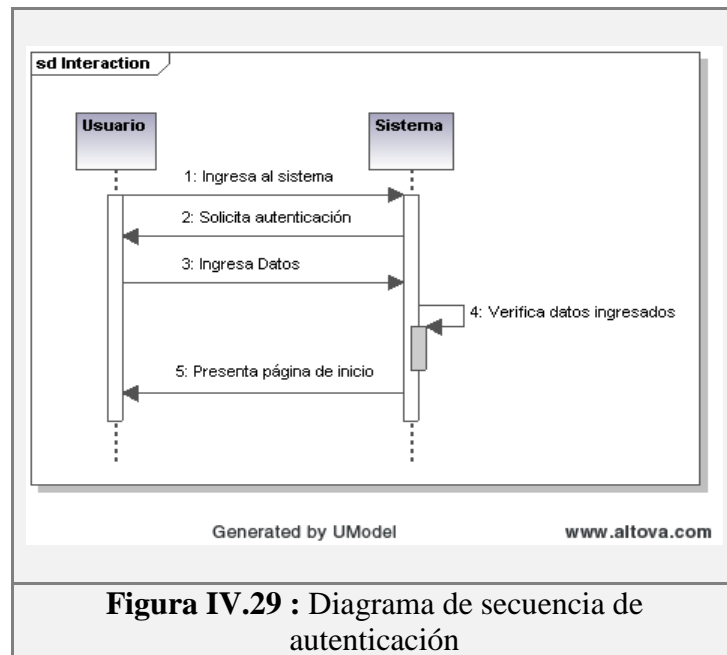 sd Interaction
Usuario
Sistema
1: Ingresa al sistema
2: Solicita autenticación
3: Ingresa Datos
4: Verifica datos ingresados
5: Presenta página de inicio
Generated by UModel
www.altova.com
Figura IV.29 : Diagrama de secuencia de
autenticación